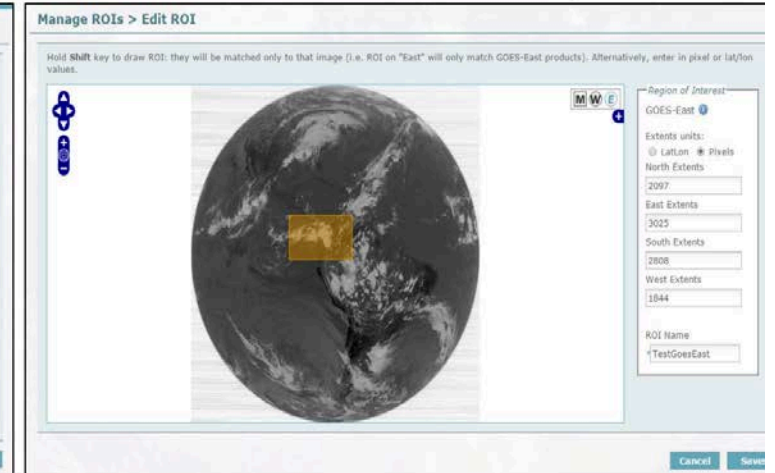 Manage ROIs > Edit ROI
Hold Shift key to draw ROI: they will be matched only to that image (i.e. ROI on "East" will only match GOES-East products). Alternatively, enter in pixel or lat/lon
values.
M W E
Region of Interest
GOES-East
Extents units:
LatLon Pixels
North Extents
2097
East Extents
3025
South Extents
2808
West Extents
1844
ROI Name
*TestGoesEast
Cancel Save